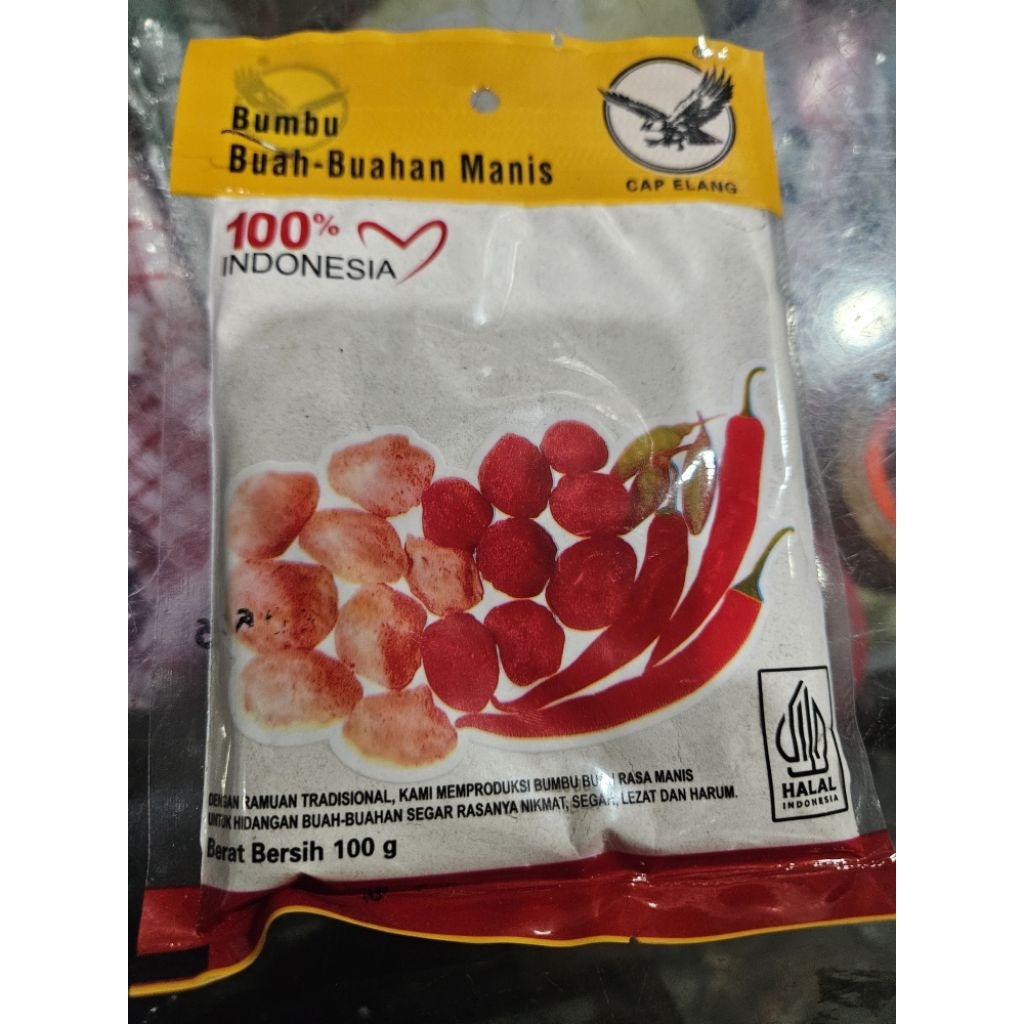 Bumbu
Buah-Buahan Manis
CAP ELANG
100%
INDONESIA
DENGAN RAMUAN TRADISIONAL, KAMI MEMPRODUKSI BUMBU BUAH RASA MANIS
UNTUK HIDANGAN BUAH-BUAHAN SEGAR RASANYA NIKMAT, SEGAR, LEZAT DAN HARUM.
Berat Bersih 100 g
HALAL
INDONESIA